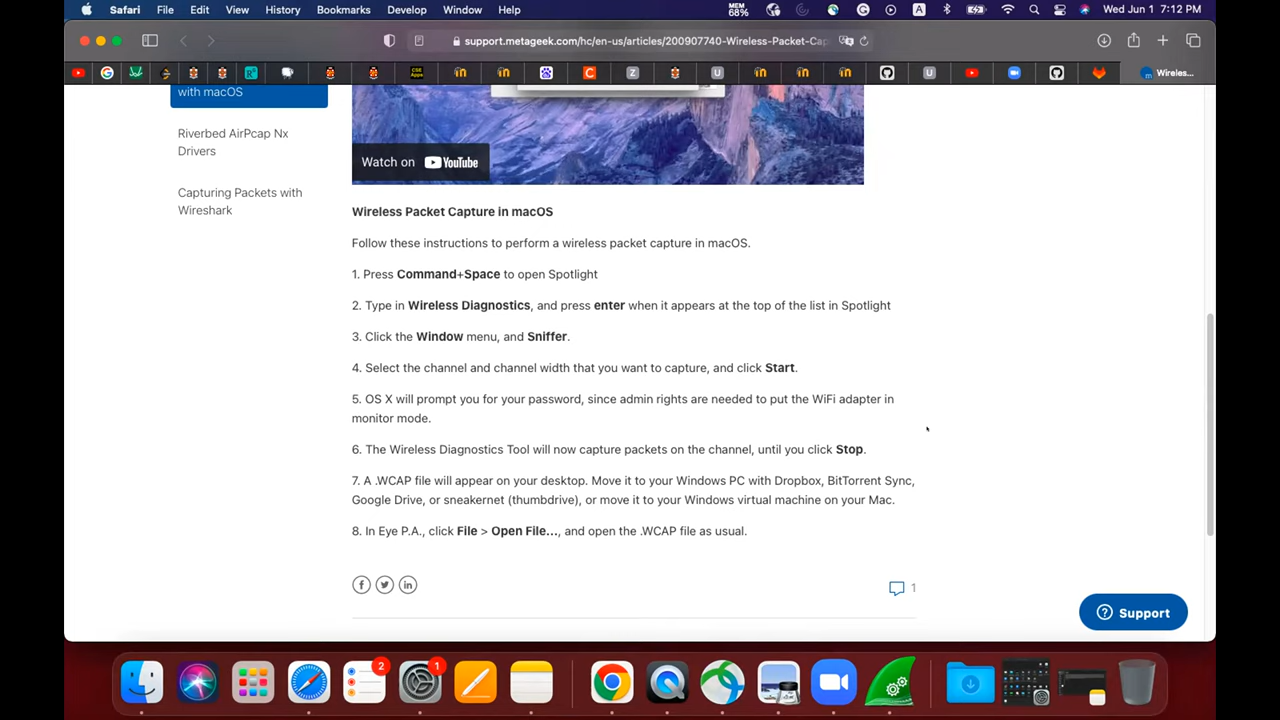 Safari File Edit View History Bookmarks Develop Window Help MEM 68% A Wed Jun 1 7:12 PM
support.metageek.com/hc/en-us/articles/200907740-Wireless-Packet-Cap
Wireles...
with macOS
Riverbed AirPcap Nx
Drivers
Capturing Packets with
Wireshark
Watch on YouTube
Wireless Packet Capture in macOS
Follow these instructions to perform a wireless packet capture in macOS.
1. Press Command+Space to open Spotlight
2. Type in Wireless Diagnostics, and press enter when it appears at the top of the list in Spotlight
3. Click the Window menu, and Sniffer.
4. Select the channel and channel width that you want to capture, and click Start.
5. OS X will prompt you for your password, since admin rights are needed to put the WiFi adapter in
monitor mode.
6. The Wireless Diagnostics Tool will now capture packets on the channel, until you click Stop.
7. A .WCAP file will appear on your desktop. Move it to your Windows PC with Dropbox, BitTorrent Sync,
Google Drive, or sneakernet (thumbdrive), or move it to your Windows virtual machine on your Mac.
8. In Eye P.A., click File > Open File..., and open the .WCAP file as usual.
1
Support
2 1